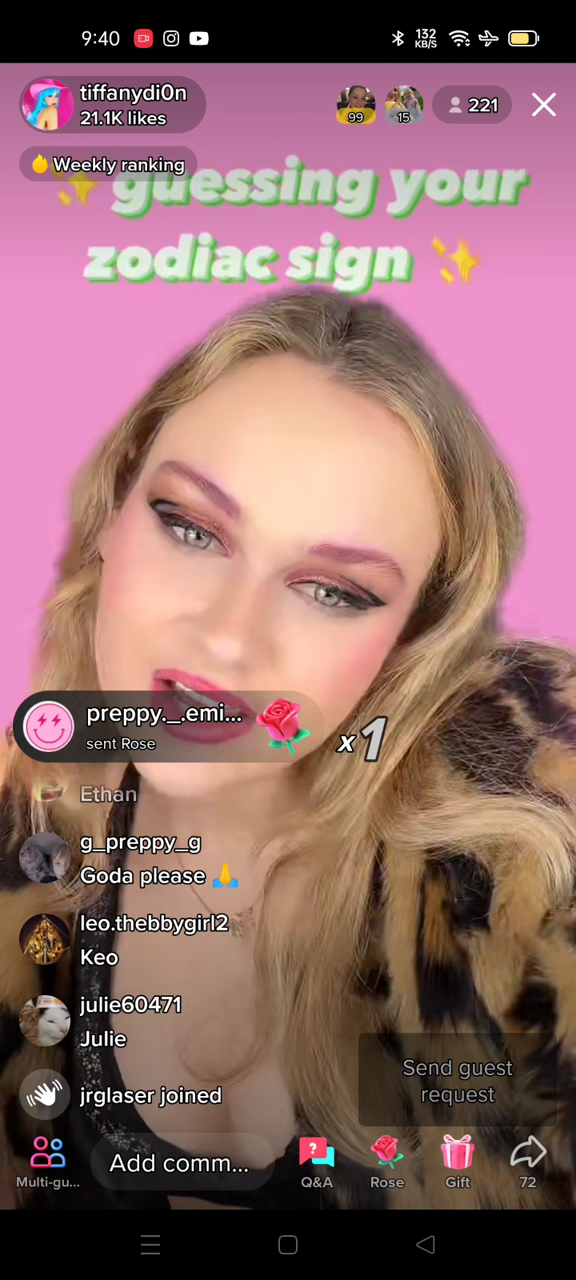 9:40
132
KB/S
tiffanydi0n
21.1K likes
99
15
221
Weekly ranking
✨ guessing your
zodiac sign ✨
preppy._.emi...
sent Rose
x1
Ethan
g_preppy_g
Goda please 🙏
leo.thebbygirl2
Keo
julie60471
Julie
jrglaser joined
Send guest
request
Multi-gu...
Add comm...
Q&A
Rose
Gift
72